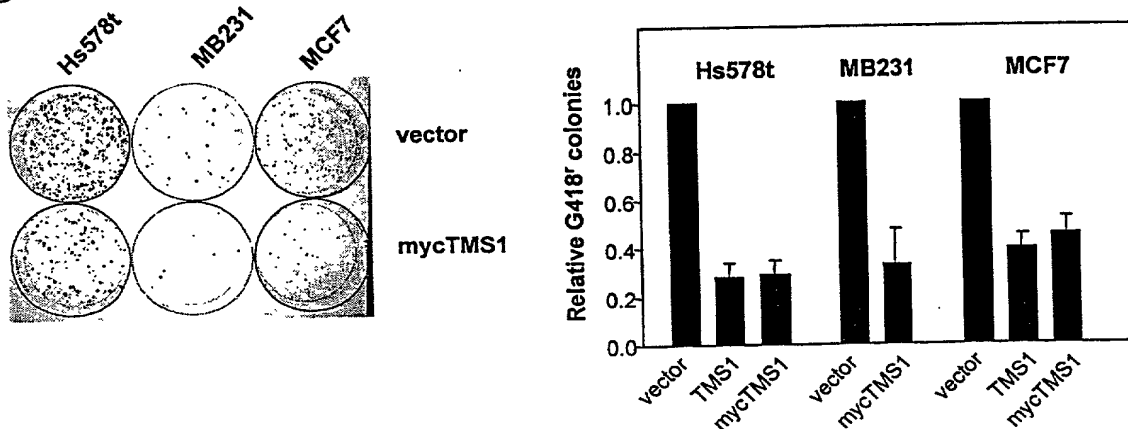 Hs578t MB231 MCF7
vector
mycTMS1
Hs578t MB231 MCF7
Relative G418ʳ colonies
1.0
0.8
0.6
0.4
0.2
0.0
vector TMS1 mycTMS1 vector mycTMS1 vector TMS1 mycTMS1